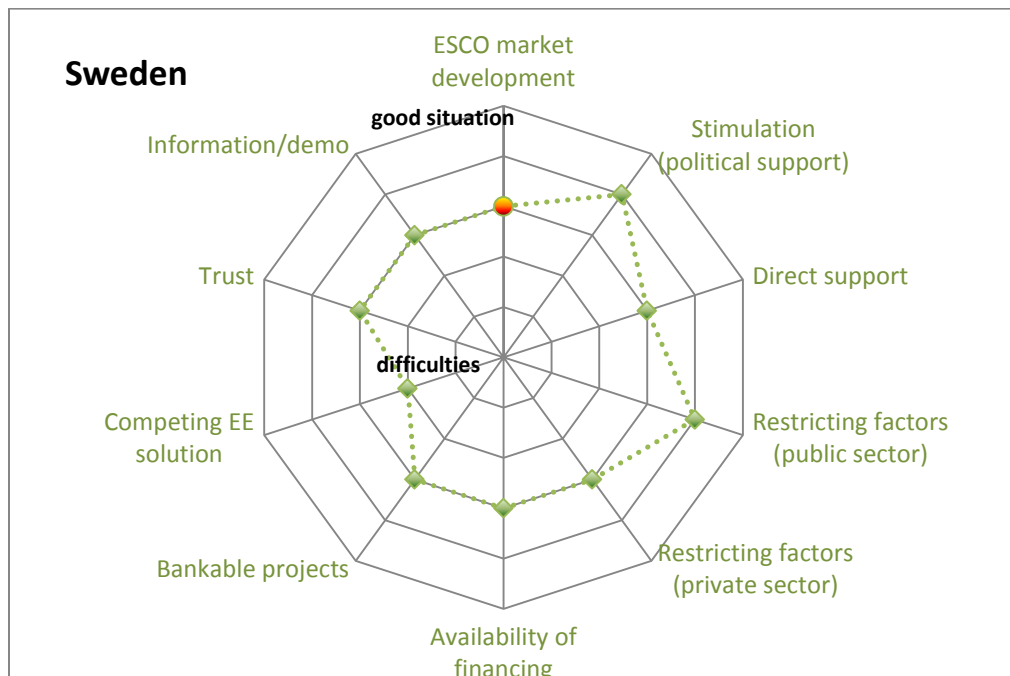 Sweden
ESCO market
development
good situation
Information/demo
Stimulation
(political support)
Trust
Direct support
difficulties
Competing EE
solution
Restricting factors
(public sector)
Bankable projects
Restricting factors
(private sector)
Availability of
financing